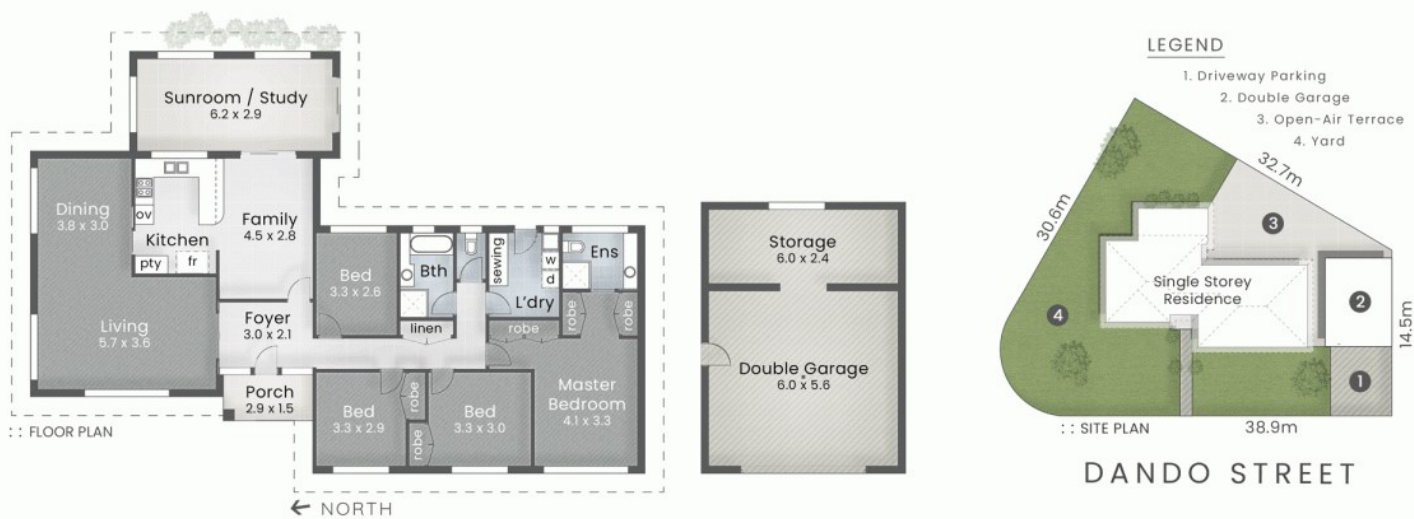 Sunroom / Study
6.2 x 2.9
Dining
3.8 x 3.0
ov
Kitchen
pty
fr
Family
4.5 x 2.8
Living
5.7 x 3.6
Foyer
3.0 x 2.1
Porch
2.9 x 1.5
Bed
3.3 x 2.6
Bth
linen
sewing
w
d
L'dry
Ens
robe
robe
robe
Bed
3.3 x 2.9
robe
robe
Bed
3.3 x 3.0
Master
Bedroom
4.1 x 3.3
:: FLOOR PLAN
← NORTH
Storage
6.0 x 2.4
Double Garage
6.0 x 5.6
LEGEND
1. Driveway Parking
2. Double Garage
3. Open-Air Terrace
4. Yard
32.7m
30.6m
3
Single Storey
Residence
2
4
14.5m
1
:: SITE PLAN
38.9m
DANDO STREET